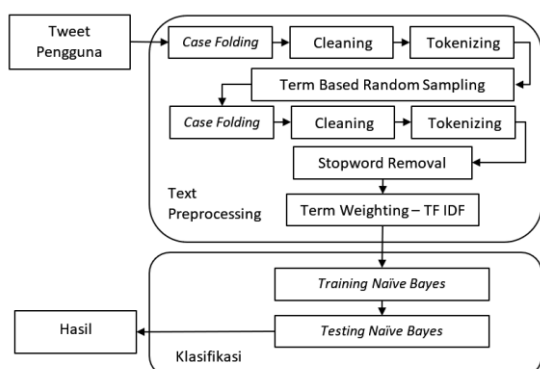 Tweet
Pengguna
Case Folding
Cleaning
Tokenizing
Term Based Random Sampling
Case Folding
Cleaning
Tokenizing
Stopword Removal
Text
Preprocessing
Term Weighting – TF IDF
Training Naïve Bayes
Testing Naïve Bayes
Hasil
Klasifikasi